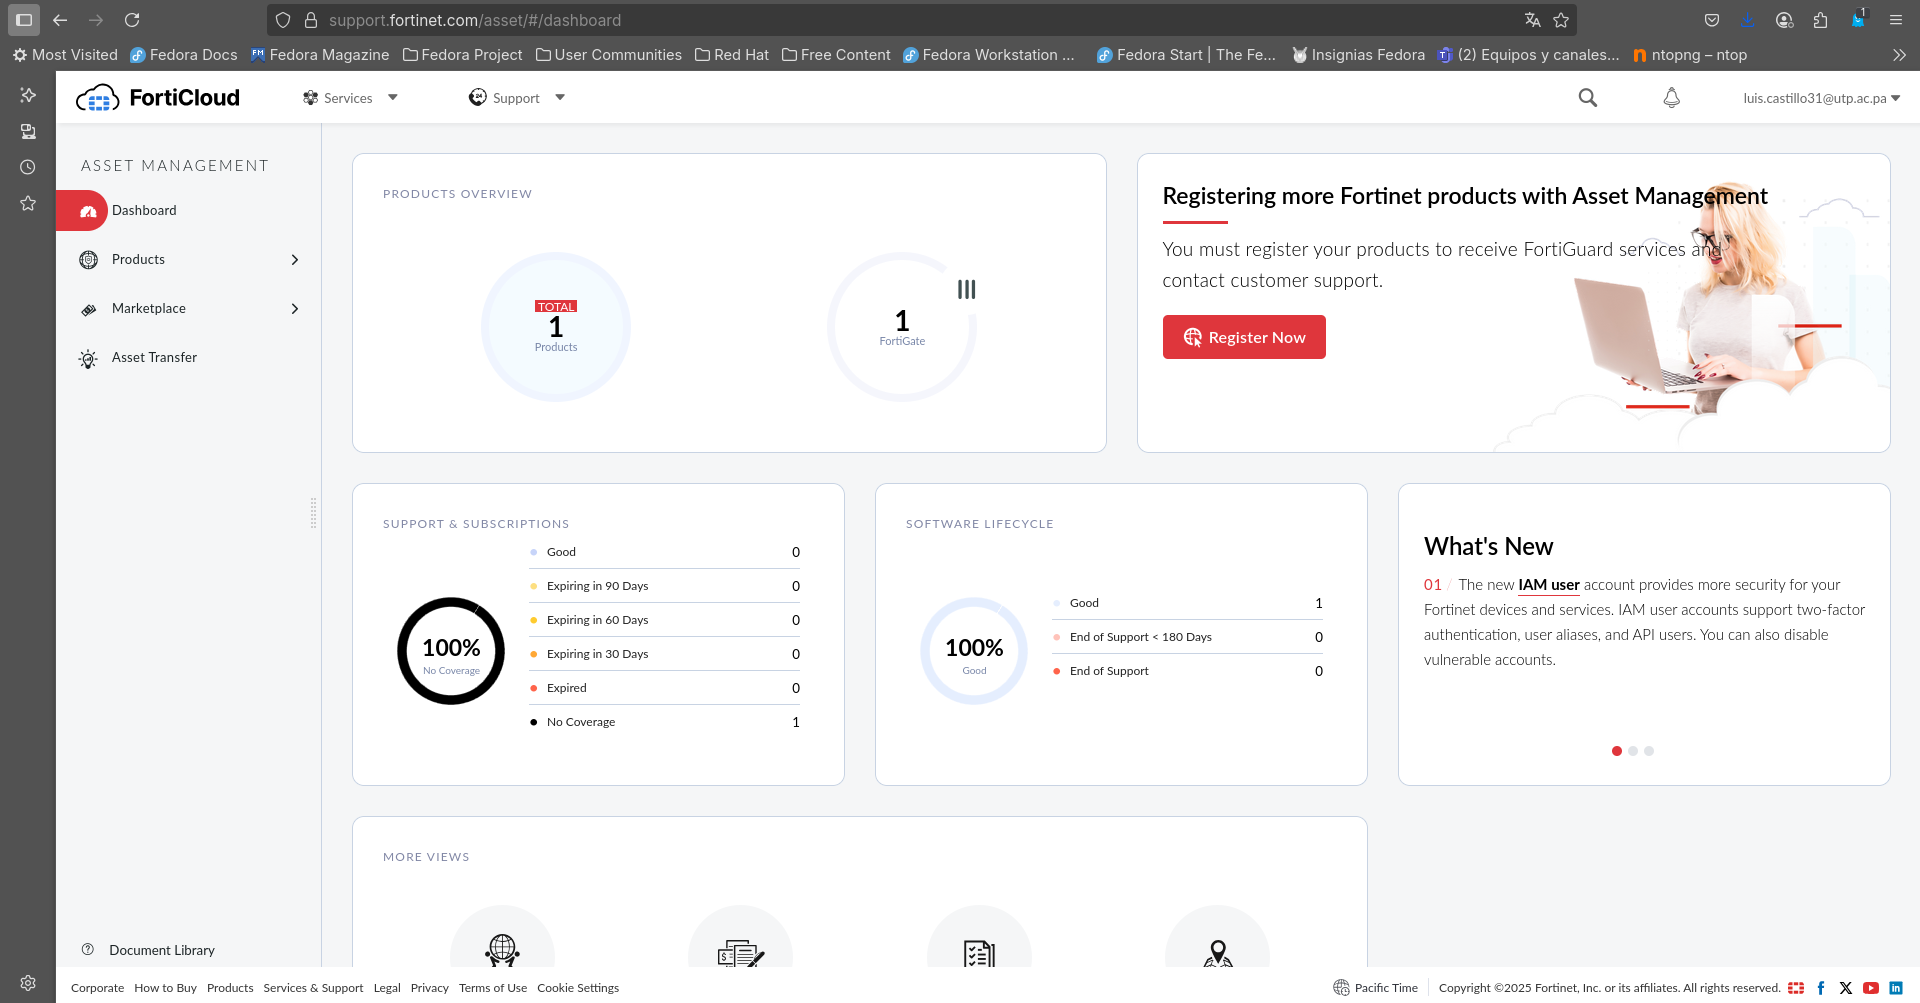 support.fortinet.com/asset/#/dashboard
1
Most Visited
Fedora Docs
Fedora Magazine
Fedora Project
User Communities
Red Hat
Free Content
Fedora Workstation ...
Fedora Start | The Fe...
Insignias Fedora
(2) Equipos y canales...
ntopng – ntop
FortiCloud
Services
Support
luis.castillo31@utp.ac.pa
ASSET MANAGEMENT
Dashboard
Products
Marketplace
Asset Transfer
Document Library
PRODUCTS OVERVIEW
TOTAL
1
Products
1
FortiGate
Registering more Fortinet products with Asset Management
You must register your products to receive FortiGuard services and
contact customer support.
Register Now
SUPPORT & SUBSCRIPTIONS
100%
No Coverage
Good 0
Expiring in 90 Days 0
Expiring in 60 Days 0
Expiring in 30 Days 0
Expired 0
No Coverage 1
SOFTWARE LIFECYCLE
100%
Good
Good 1
End of Support < 180 Days 0
End of Support 0
What's New
01 / The new IAM user account provides more security for your
Fortinet devices and services. IAM user accounts support two-factor
authentication, user aliases, and API users. You can also disable
vulnerable accounts.
MORE VIEWS
Corporate How to Buy Products Services & Support Legal Privacy Terms of Use Cookie Settings
Pacific Time
Copyright ©2025 Fortinet, Inc. or its affiliates. All rights reserved.